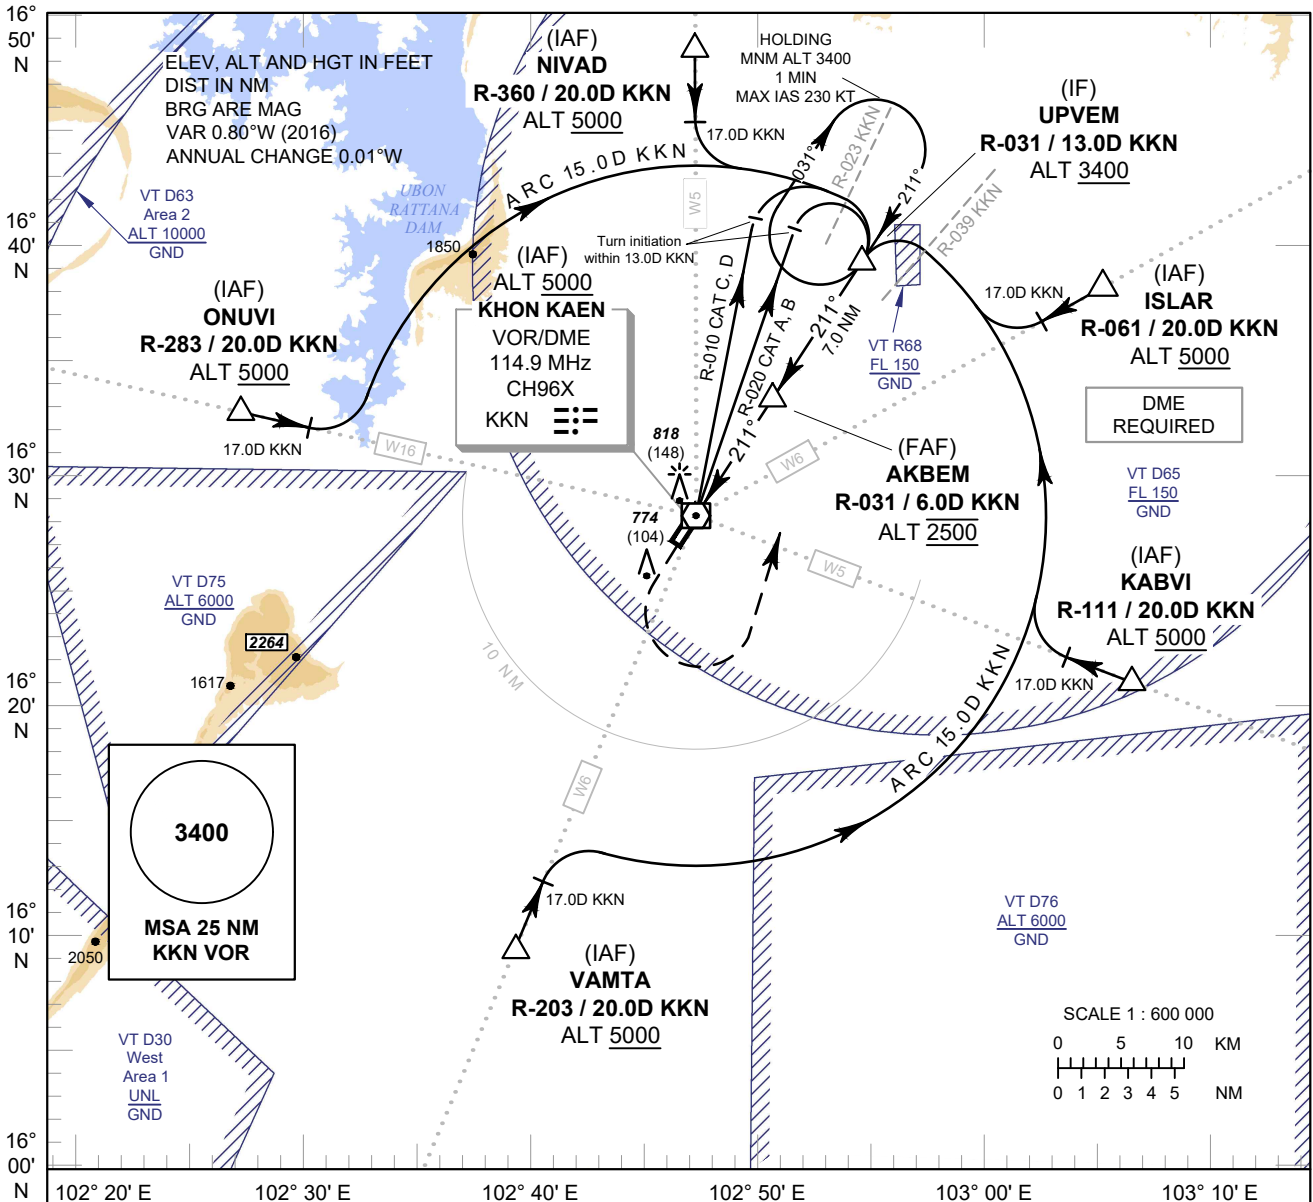 16°
50'
N
ELEV, ALT AND HGT IN FEET
DIST IN NM
BRG ARE MAG
VAR 0.80°W (2016)
ANNUAL CHANGE 0.01°W
(IAF)
NIVAD
R-360 / 20.0D KKN
ALT 5000
17.0D KKN
HOLDING
MNM ALT 3400
1 MIN
MAX IAS 230 KT
(IF)
UPVEM
R-031 / 13.0D KKN
ALT 3400
VT D63
Area 2
ALT 10000
GND
UBON
RATTANA
DAM
ARC 15.0D KKN
W5
031°
R-023 KKN
211°
R-039 KKN
16°
40'
N
1850
Turn initiation
within 13.0D KKN
(IAF)
ALT 5000
KHON KAEN
VOR/DME
114.9 MHz
CH96X
KKN
(IAF)
ONUVI
R-283 / 20.0D KKN
ALT 5000
17.0D KKN
W16
R-010 CAT C, D
R-020 CAT A, B
211°
7.0 NM
211°
VT R68
FL 150
GND
17.0D KKN
(IAF)
ISLAR
R-061 / 20.0D KKN
ALT 5000
DME
REQUIRED
16°
30'
N
818
(148)
774
(104)
W6
(FAF)
AKBEM
R-031 / 6.0D KKN
ALT 2500
VT D65
FL 150
GND
W5
(IAF)
KABVI
R-111 / 20.0D KKN
ALT 5000
17.0D KKN
VT D75
ALT 6000
GND
2264
1617
10 NM
16°
20'
N
ARC 15.0D KKN
W6
3400
MSA 25 NM
KKN VOR
17.0D KKN
(IAF)
VAMTA
R-203 / 20.0D KKN
ALT 5000
16°
10'
N
2050
VT D76
ALT 6000
GND
VT D30
West
Area 1
UNL
GND
SCALE 1 : 600 000
0 5 10 KM
0 1 2 3 4 5 NM
16°
00'
N
102° 20' E
102° 30' E
102° 40' E
102° 50' E
103° 00' E
103° 10' E